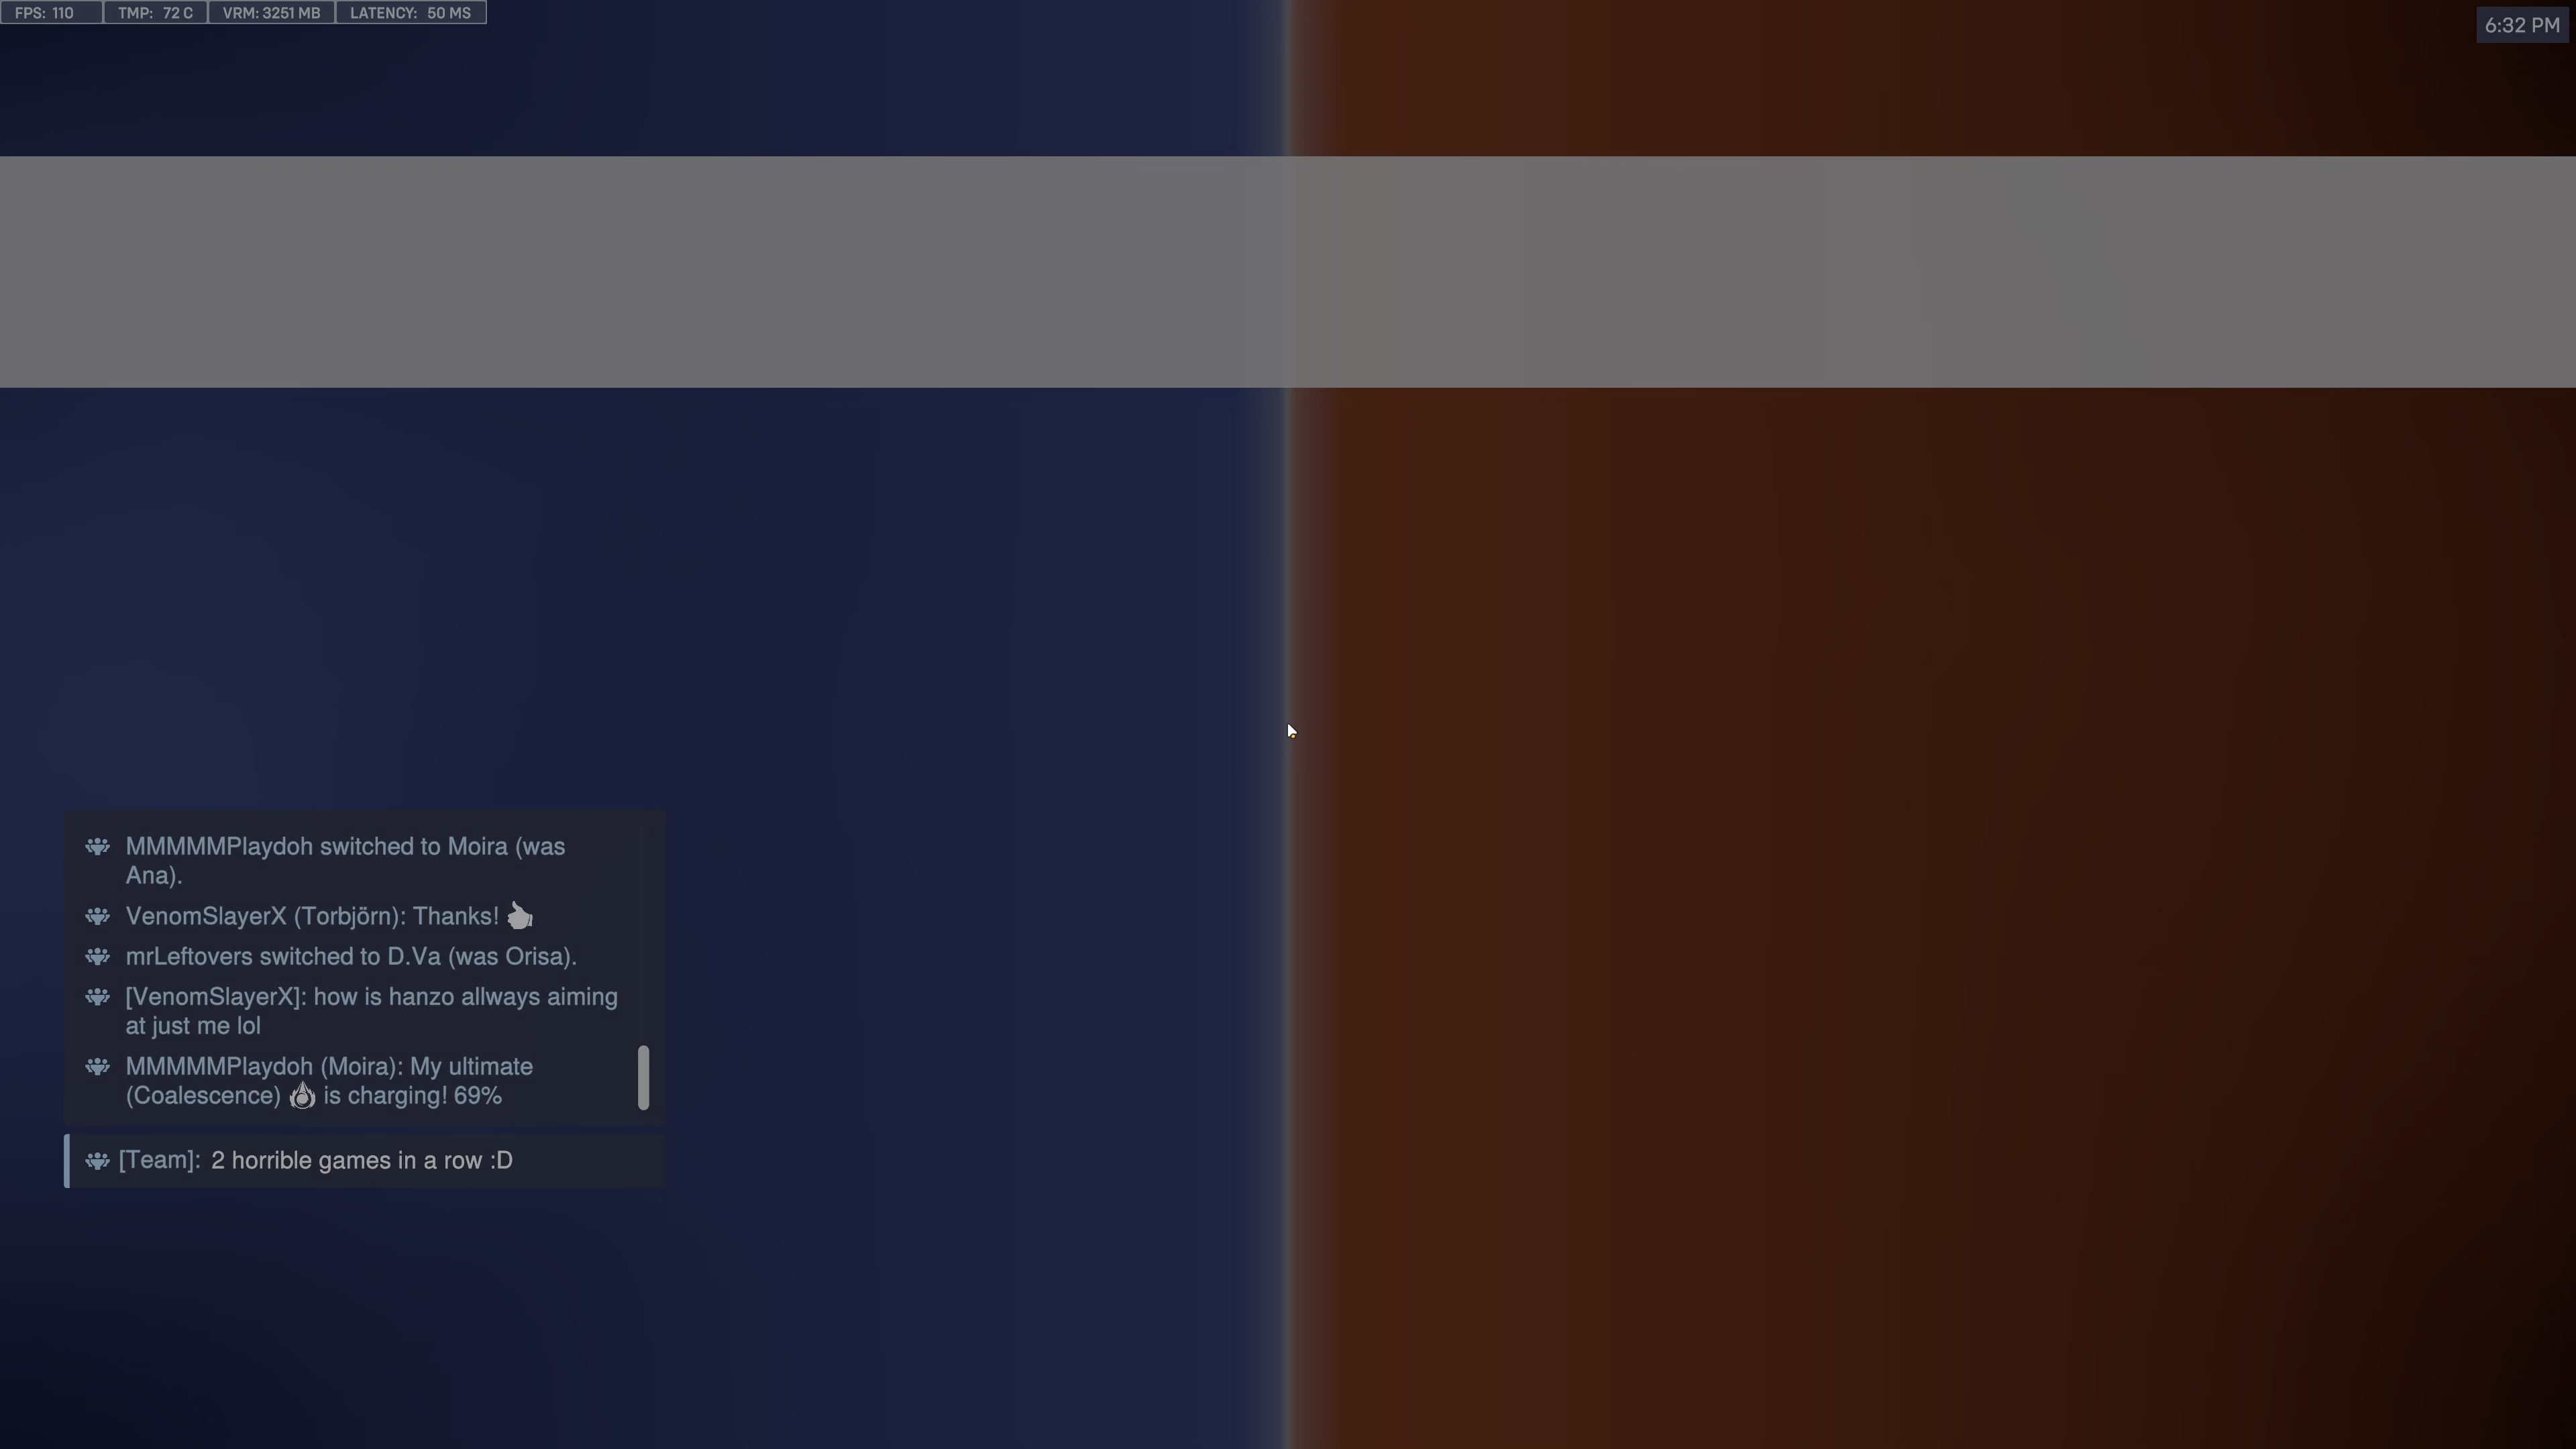 FPS: 110 TMP: 72 C VRM: 3251 MB LATENCY: 50 MS
6:32 PM
MMMMMPlaydoh switched to Moira (was
Ana).
VenomSlayerX (Torbjörn): Thanks!
mrLeftovers switched to D.Va (was Orisa).
[VenomSlayerX]: how is hanzo allways aiming
at just me lol
MMMMMPlaydoh (Moira): My ultimate
(Coalescence) is charging! 69%
[Team]: 2 horrible games in a row :D